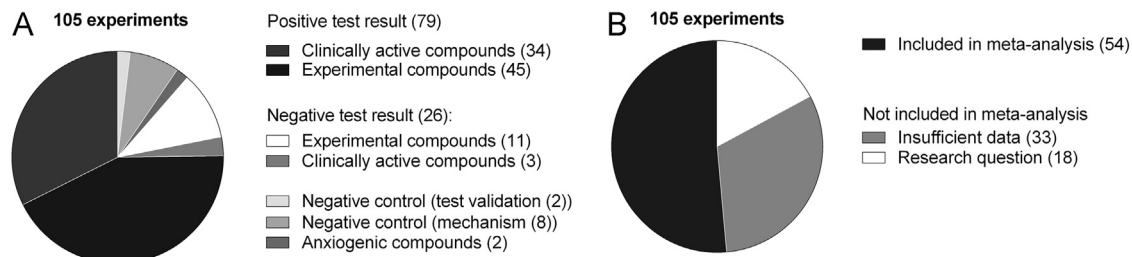 A
105 experiments
Positive test result (79)
Clinically active compounds (34)
Experimental compounds (45)
Negative test result (26):
Experimental compounds (11)
Clinically active compounds (3)
Negative control (test validation (2))
Negative control (mechanism (8))
Anxiogenic compounds (2)
B
105 experiments
Included in meta-analysis (54)
Not included in meta-analysis
Insufficient data (33)
Research question (18)